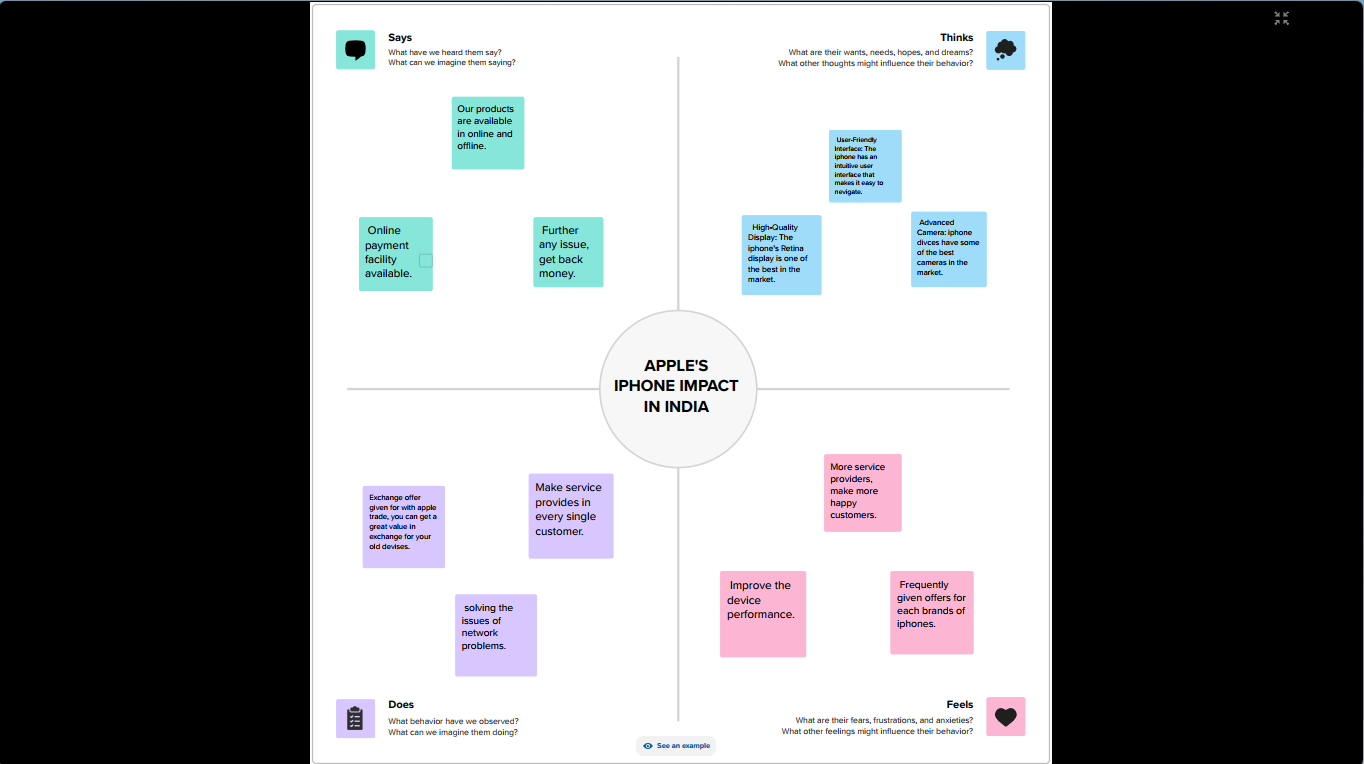 Says
What have we heard them say?
What can we imagine them saying?
Thinks
What are their wants, needs, hopes, and dreams?
What other thoughts might influence their behavior?
Our products
are available
in online and
offline.
Online
payment
facility
available.
Further
any issue,
get back
money.
User-Friendly
Interface: The
iphone has an
intuitive user
interface that
makes it easy to
nevigate.
High-Quality
Display: The
iphone's Retina
display is one of
the best in the
market.
Advanced
Camera: iphone
divces have some
of the best
cameras in the
market.
APPLE'S
IPHONE IMPACT
IN INDIA
Exchange offer
given for with apple
trade, you can get a
great value in
exchange for your
old devises.
Make service
provides in
every single
customer.
solving the
issues of
network
problems.
More service
providers,
make more
happy
customers.
Improve the
device
performance.
Frequently
given offers for
each brands of
iphones.
Does
What behavior have we observed?
What can we imagine them doing?
Feels
What are their fears, frustrations, and anxieties?
What other feelings might influence their behavior?
See an example